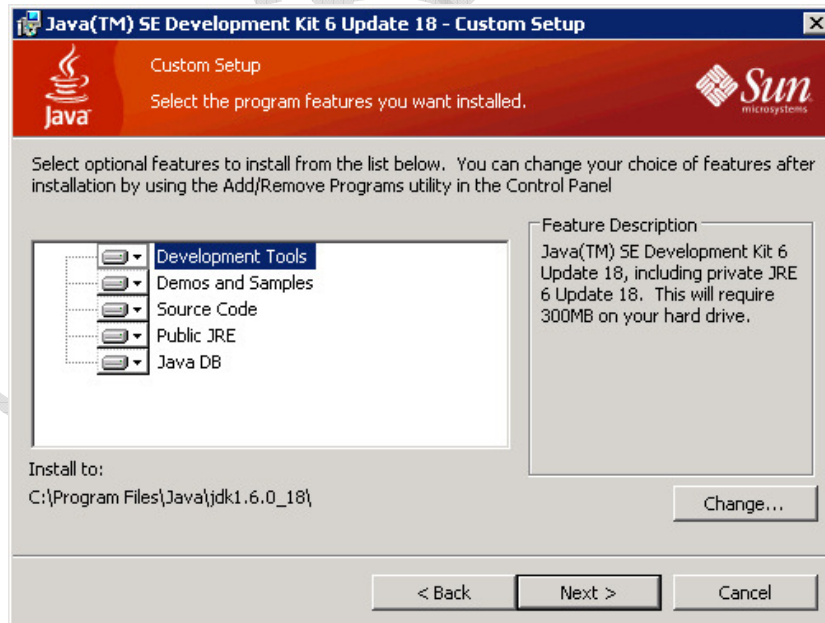 Java(TM) SE Development Kit 6 Update 18 - Custom Setup
Custom Setup
Select the program features you want installed.
Java
Sun
microsystems
Select optional features to install from the list below. You can change your choice of features after
installation by using the Add/Remove Programs utility in the Control Panel
Development Tools
Demos and Samples
Source Code
Public JRE
Java DB
Feature Description
Java(TM) SE Development Kit 6
Update 18, including private JRE
6 Update 18. This will require
300MB on your hard drive.
Install to:
C:\Program Files\Java\jdk1.6.0_18\
Change...
< Back
Next >
Cancel